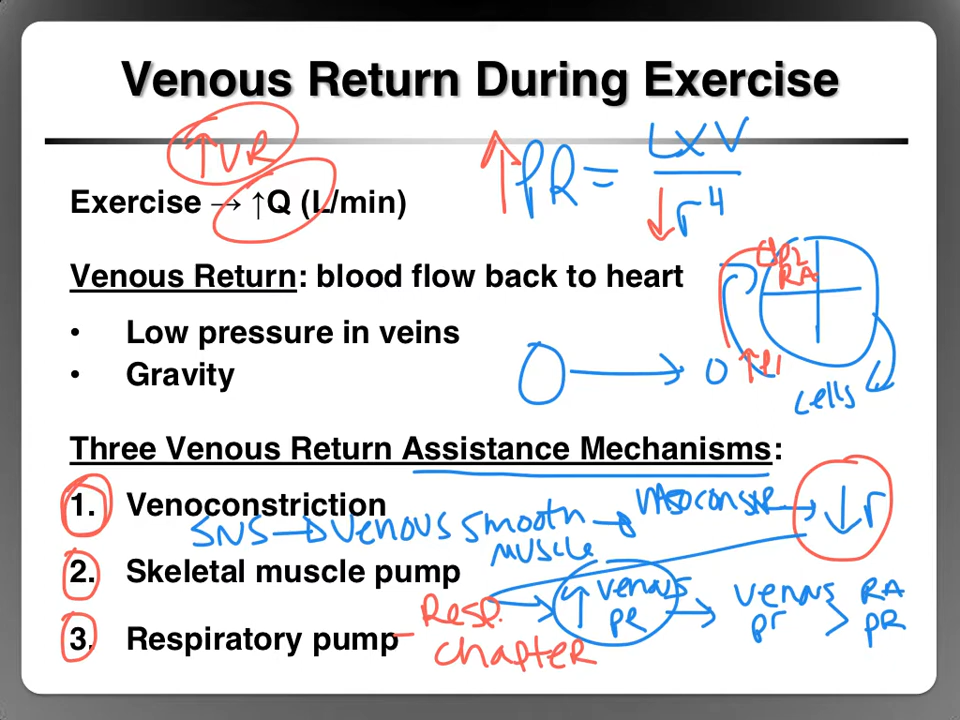 Venous Return During Exercise
↑VR
↑PR = LXV / ↓r⁴
Exercise → ↑Q (L/min)
Venous Return: blood flow back to heart
RA
• Low pressure in veins
• Gravity
O → O
cells
Three Venous Return Assistance Mechanisms:
1. Venoconstriction
SNS → Venous smooth muscle → → ↓r
2. Skeletal muscle pump
↑ venous PR → venous pr > RA PR
3. Respiratory pump - Resp. chapter